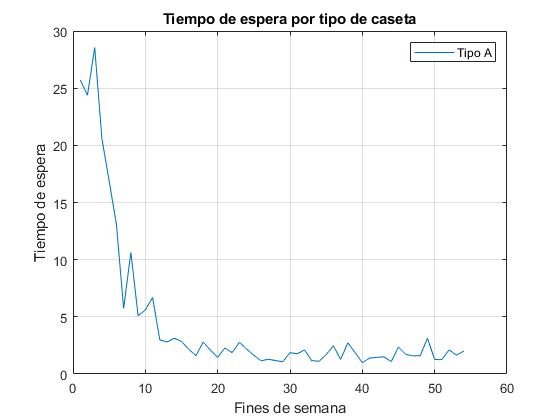 Tiempo de espera por tipo de caseta
Tipo A
30
25
20
15
10
5
0
Tiempo de espera
0 10 20 30 40 50 60
Fines de semana